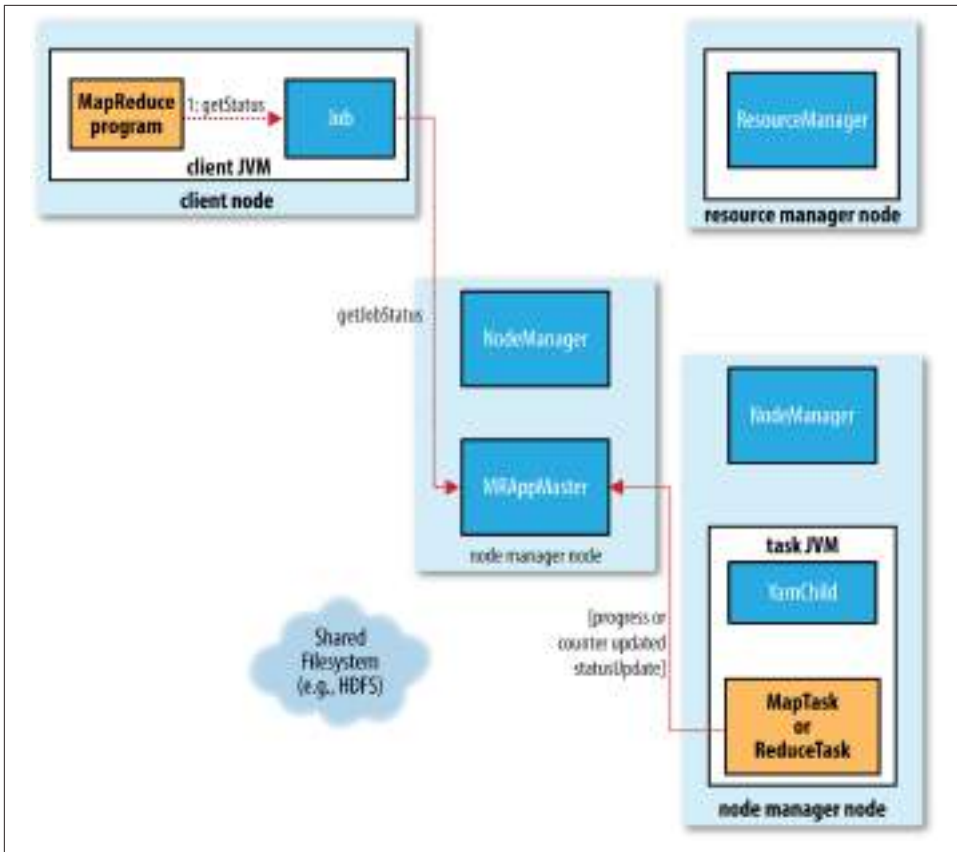 MapReduce
program
1: getStatus
Job
client JVM
client node
ResourceManager
resource manager node
getJobStatus
NodeManager
MRAppMaster
node manager node
NodeManager
task JVM
YarnChild
[progress or
counter updated
statusUpdate]
MapTask
or
ReduceTask
node manager node
Shared
Filesystem
(e.g., HDFS)